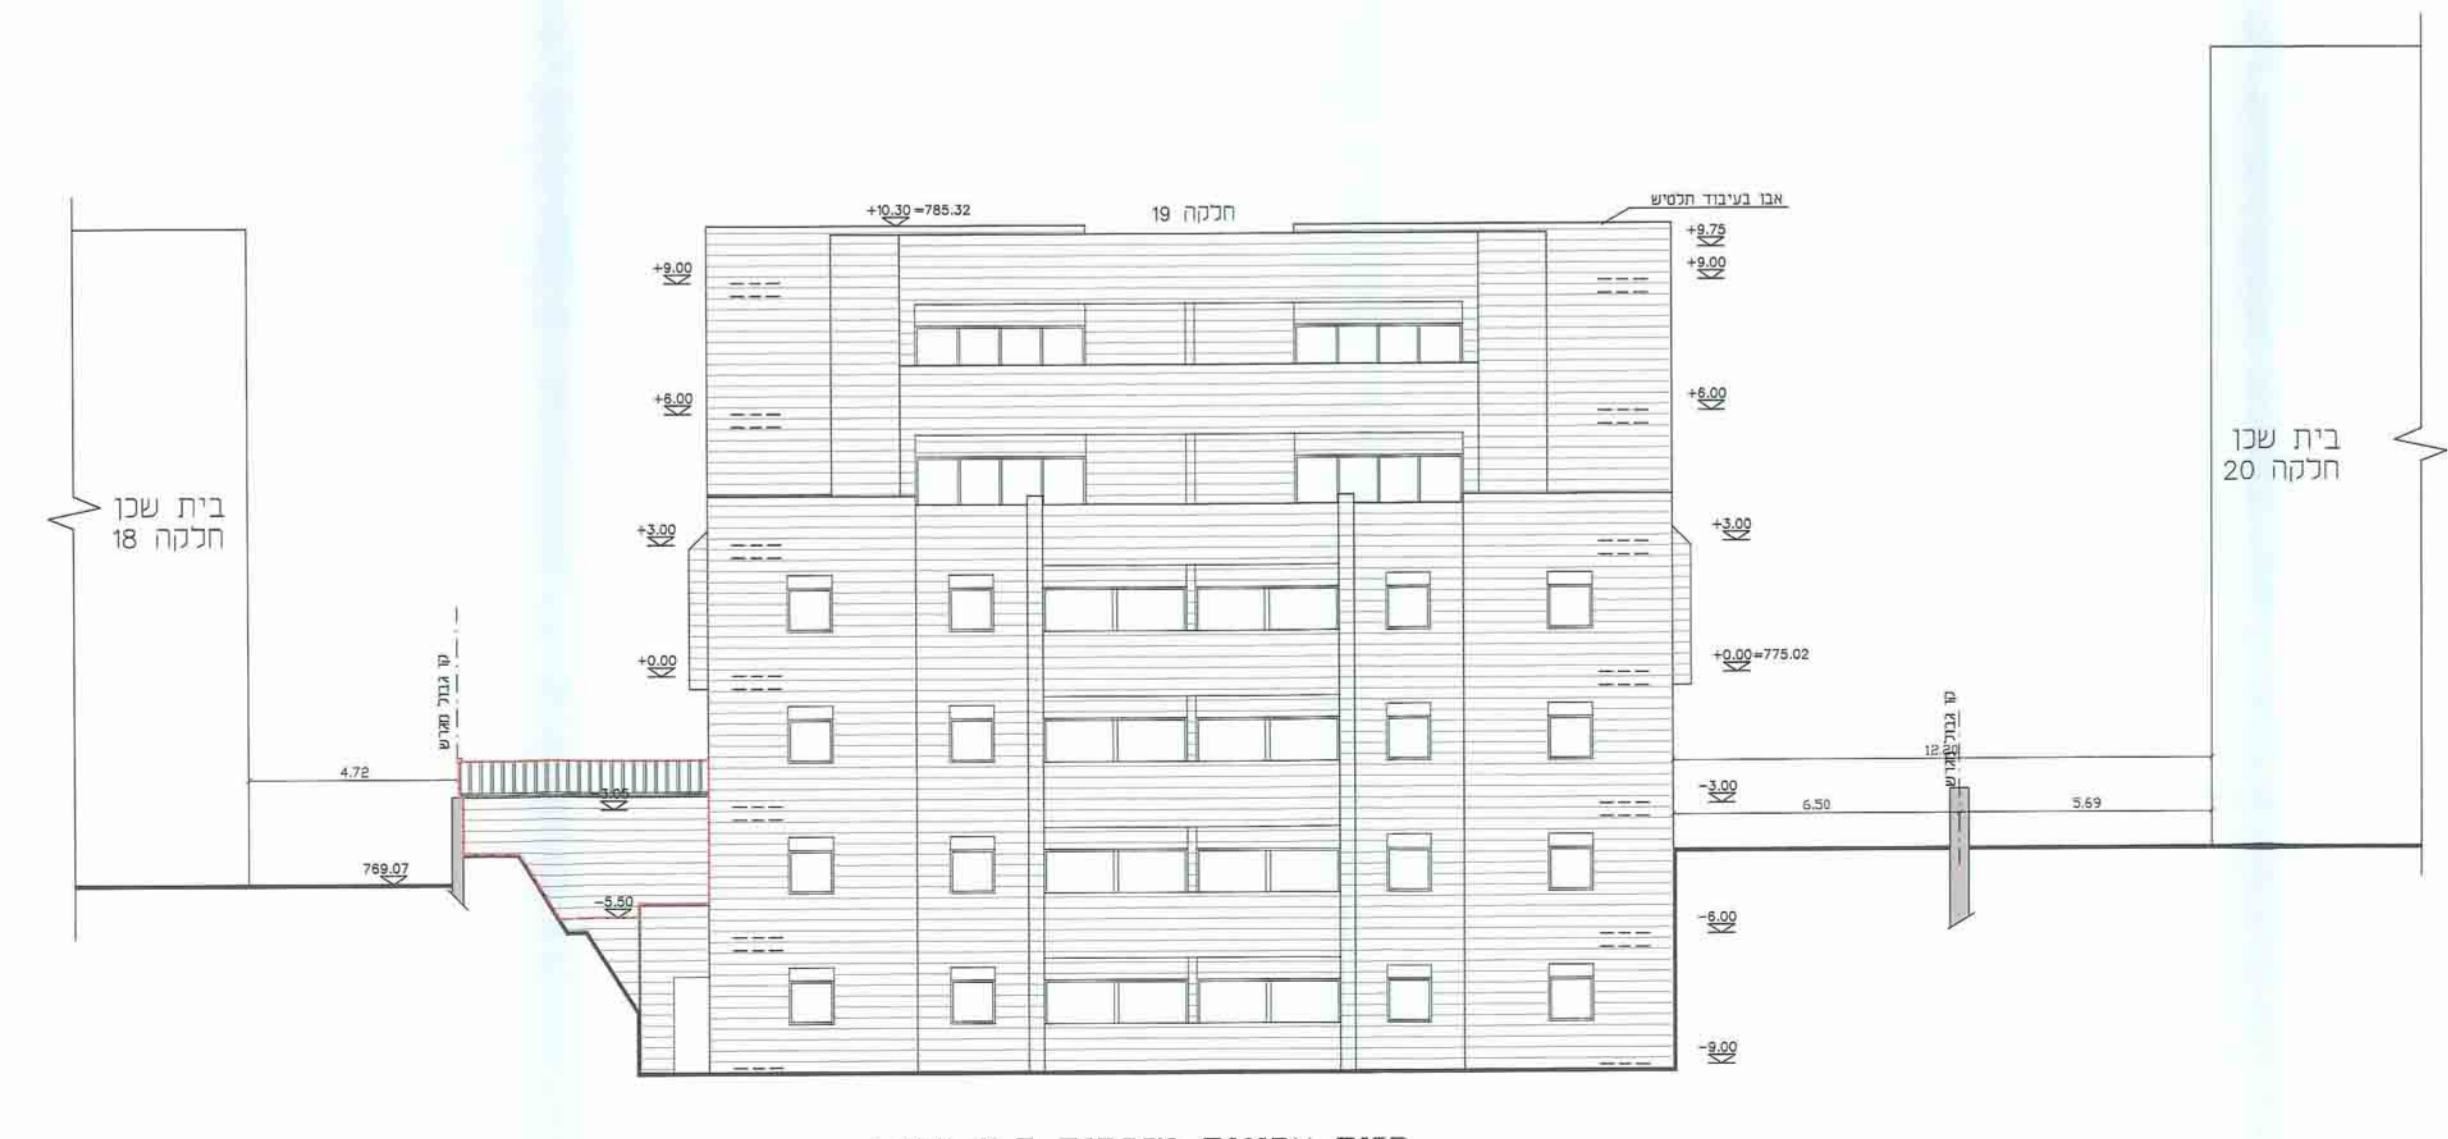 +10.30=785.32
חלקה 19
אבן בעיבוד תלטיש
+9.75
+9.00
+9.00
+6.00
+6.00
בית שכן
חלקה 20
בית שכן
חלקה 18
+3.00
+3.00
+0.00
+0.00=775.02
קו גבול מגרש
קו גבול מגרש
12.20
4.72
-3.05
-3.00
6.50
5.69
769.07
-5.50
-6.00
-9.00